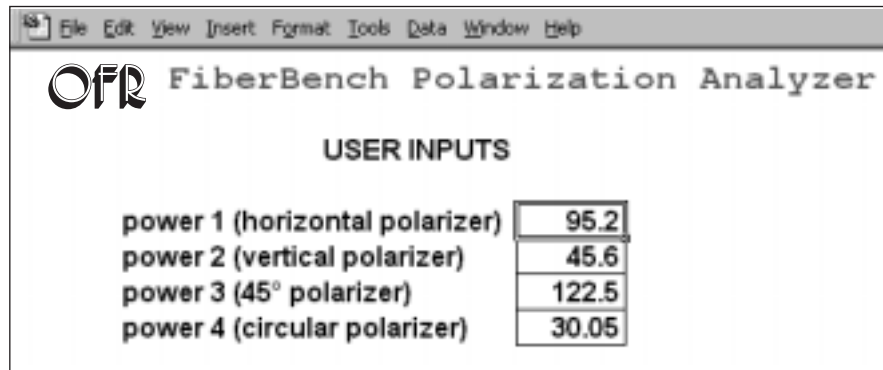 File Edit View Insert Format Tools Data Window Help
OFR FiberBench Polarization Analyzer
USER INPUTS
power 1 (horizontal polarizer) 95.2
power 2 (vertical polarizer) 45.6
power 3 (45° polarizer) 122.5
power 4 (circular polarizer) 30.05